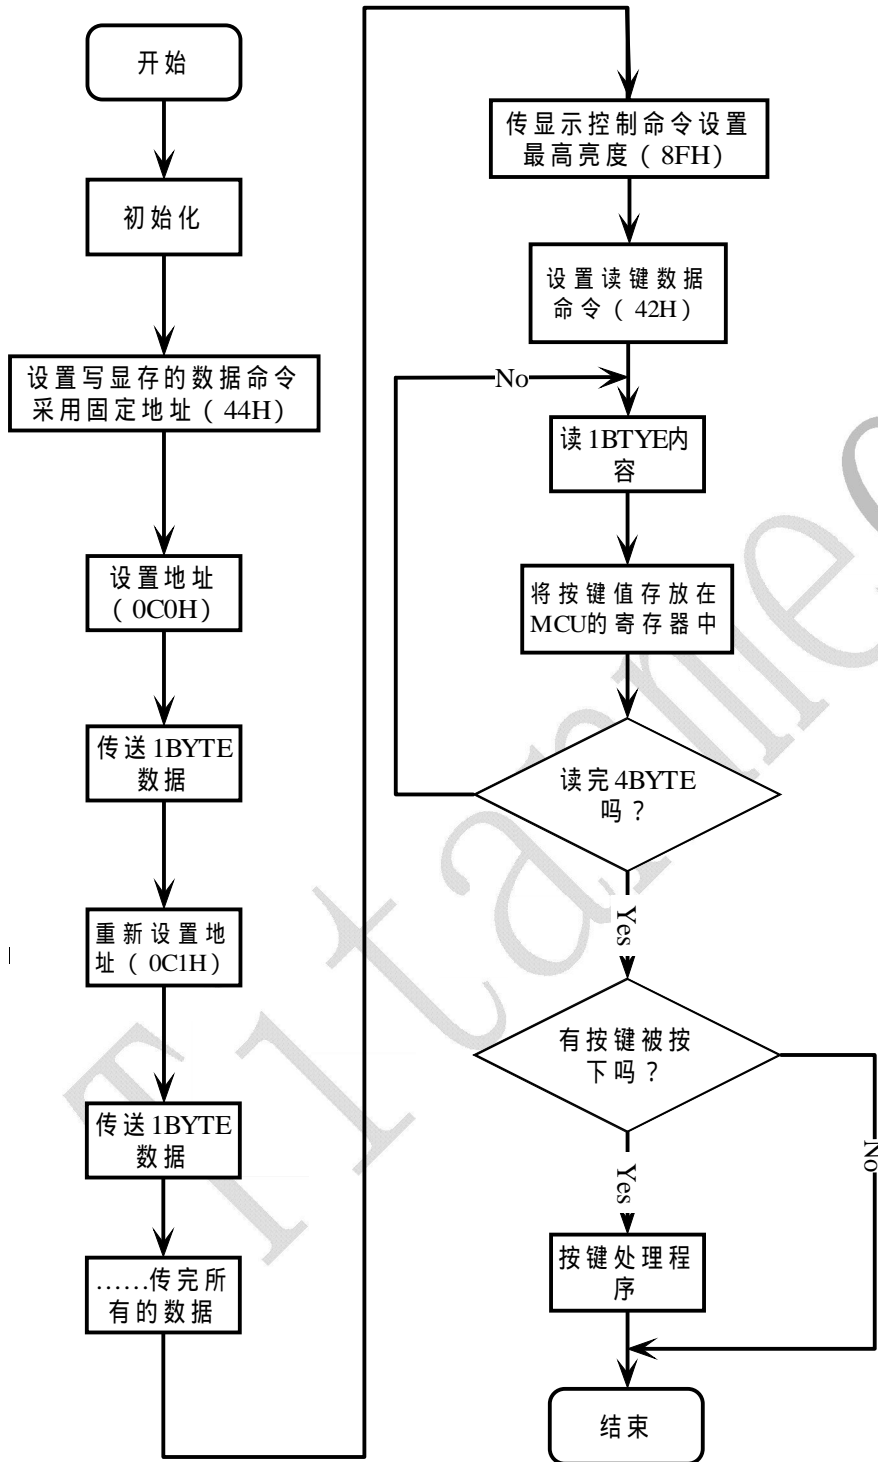 开始
初始化
设置写显存的数据命令
采用固定地址（44H）
设置地址
（0C0H）
传送1BYTE
数据
重新设置地
址（0C1H）
传送1BYTE
数据
……传完所
有的数据
传显示控制命令设置
最高亮度（8FH）
设置读键数据
命令（42H）
No
读1BTYE内
容
将按键值存放在
MCU的寄存器中
读完4BYTE
吗？
Yes
有按键被按
下吗？
No
Yes
按键处理程
序
结束